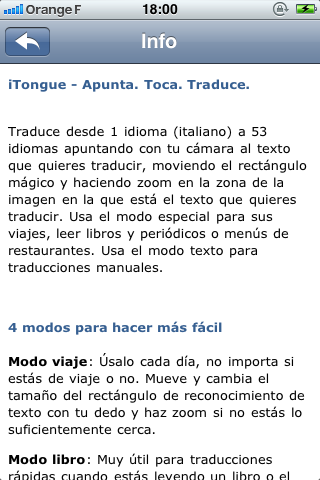 Orange F
18:00
Info
iTongue - Apunta. Toca. Traduce.
Traduce desde 1 idioma (italiano) a 53
idiomas apuntando con tu cámara al texto
que quieres traducir, moviendo el rectángulo
mágico y haciendo zoom en la zona de la
imagen en la que está el texto que quieres
traducir. Usa el modo especial para sus
viajes, leer libros y periódicos o menús de
restaurantes. Usa el modo texto para
traducciones manuales.
4 modos para hacer más fácil
Modo viaje: Úsalo cada día, no importa si
estás de viaje o no. Mueve y cambia el
tamaño del rectángulo de reconocimiento de
texto con tu dedo y haz zoom si no estás lo
suficientemente cerca.
Modo libro: Muy útil para traducciones
rápidas cuando estás leyendo un libro o el